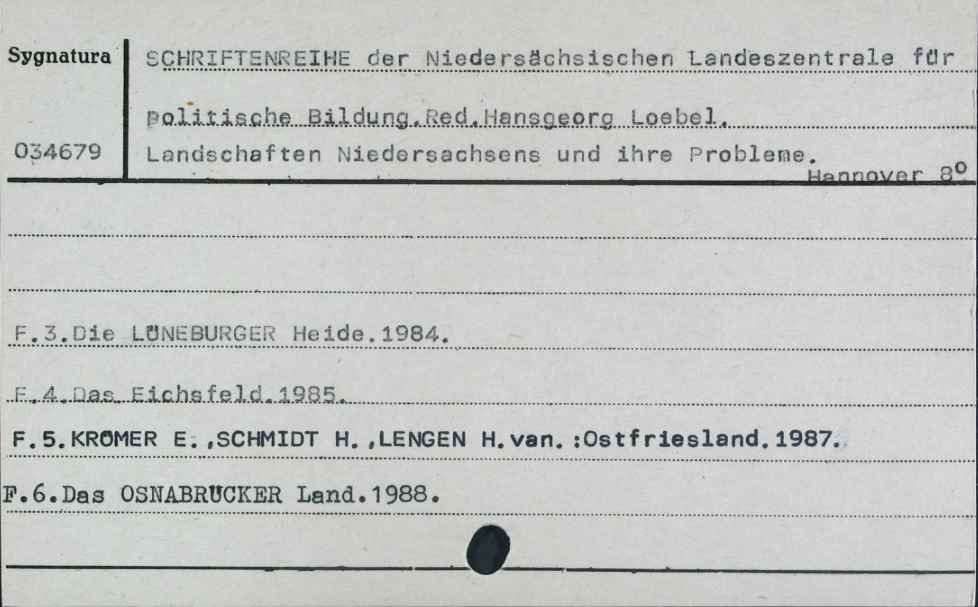 Sygnatura
SCHRIFTENREIHE der Niedersächsischen Landeszentrale für
politische Bildung.Red.Hansgeorg Loebel.
034679
Landschaften Niedersachsens und ihre Probleme.
Hannover 8º
F.3.Die LÜNEBURGER Heide.1984.
F.4.Das Eichsfeld.1985.
F.5.KRÖMER E.,SCHMIDT H.,LENGEN H.van.:Ostfriesland.1987.
F.6.Das OSNABRÜCKER Land.1988.